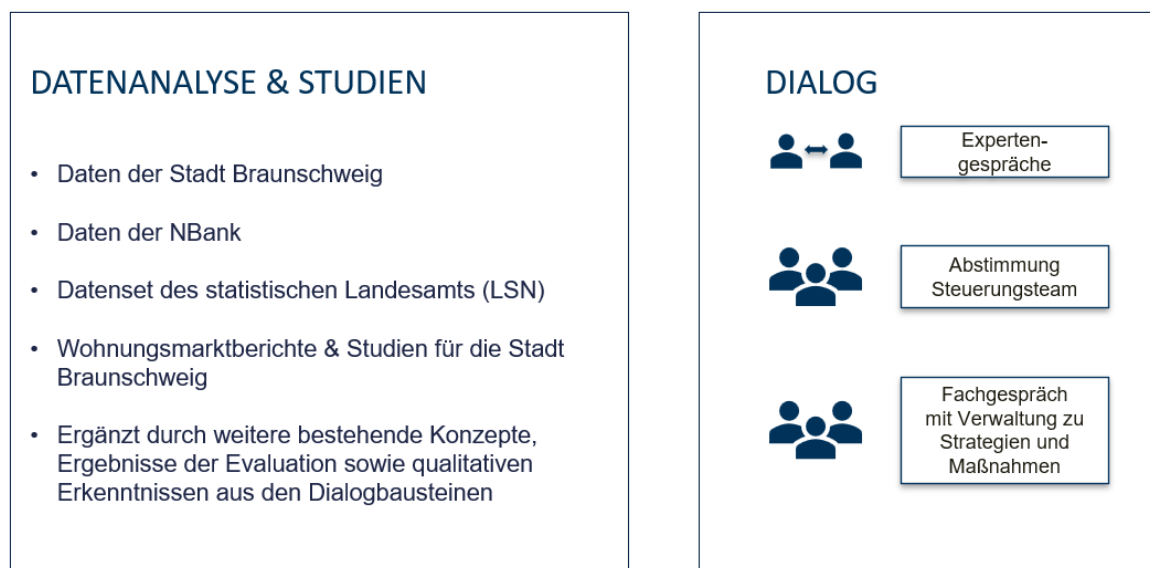 DATENANALYSE & STUDIEN
• Daten der Stadt Braunschweig
• Daten der NBank
• Datenset des statistischen Landesamts (LSN)
• Wohnungsmarktberichte & Studien für die Stadt
Braunschweig
• Ergänzt durch weitere bestehende Konzepte,
Ergebnisse der Evaluation sowie qualitativen
Erkenntnissen aus den Dialogbausteinen
DIALOG
Experten-
gespräche
Abstimmung
Steuerungsteam
Fachgespräch
mit Verwaltung zu
Strategien und
Maßnahmen